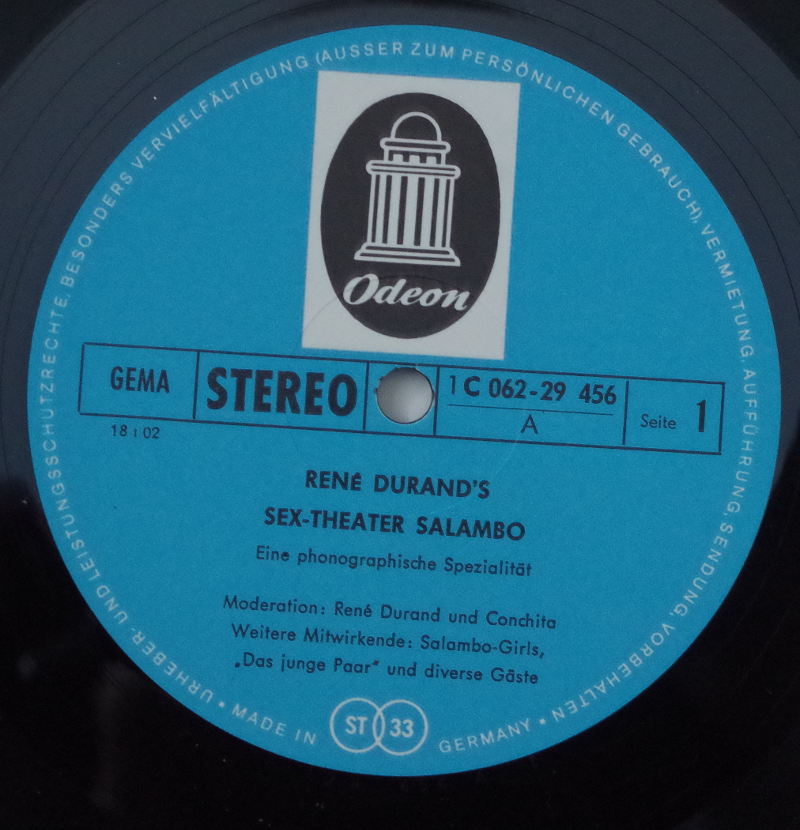 URHEBER- UND LEISTUNGSSCHUTZRECHTE, BESONDERS VERVIELFÄLTIGUNG (AUSSER ZUM PERSÖNLICHEN GEBRAUCH), VERMIETUNG, AUFFÜHRUNG, SENDUNG, VORBEHALTEN
Odeon
GEMA
STEREO
1 C 062-29 456
A
Seite 1
18:02
RENÉ DURAND'S
SEX-THEATER SALAMBO
Eine phonographische Spezialität
Moderation: René Durand und Conchita
Weitere Mitwirkende: Salambo-Girls,
„Das junge Paar“ und diverse Gäste
ST 33
• MADE IN GERMANY •